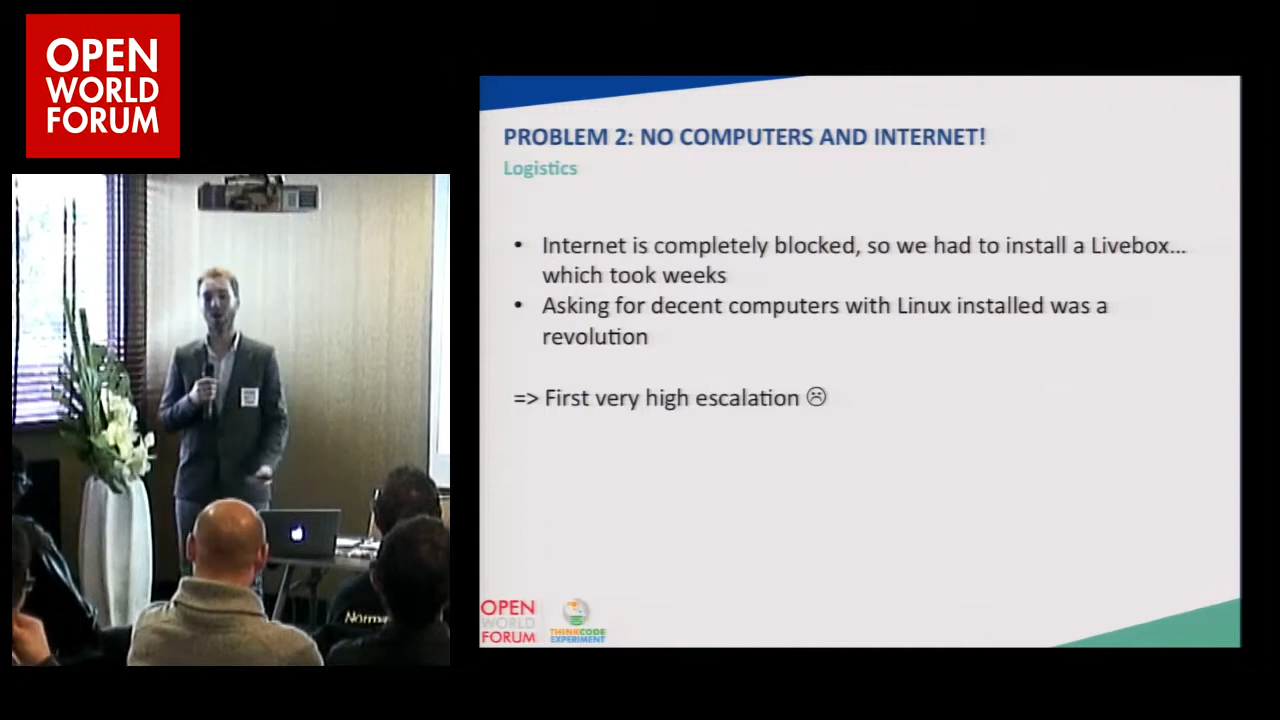 OPEN
WORLD
FORUM
PROBLEM 2: NO COMPUTERS AND INTERNET!
Logistics
• Internet is completely blocked, so we had to install a Livebox...
which took weeks
• Asking for decent computers with Linux installed was a
revolution
=> First very high escalation ☹
OPEN
WORLD
FORUM
THINKCODE
EXPERIMENT
Norma